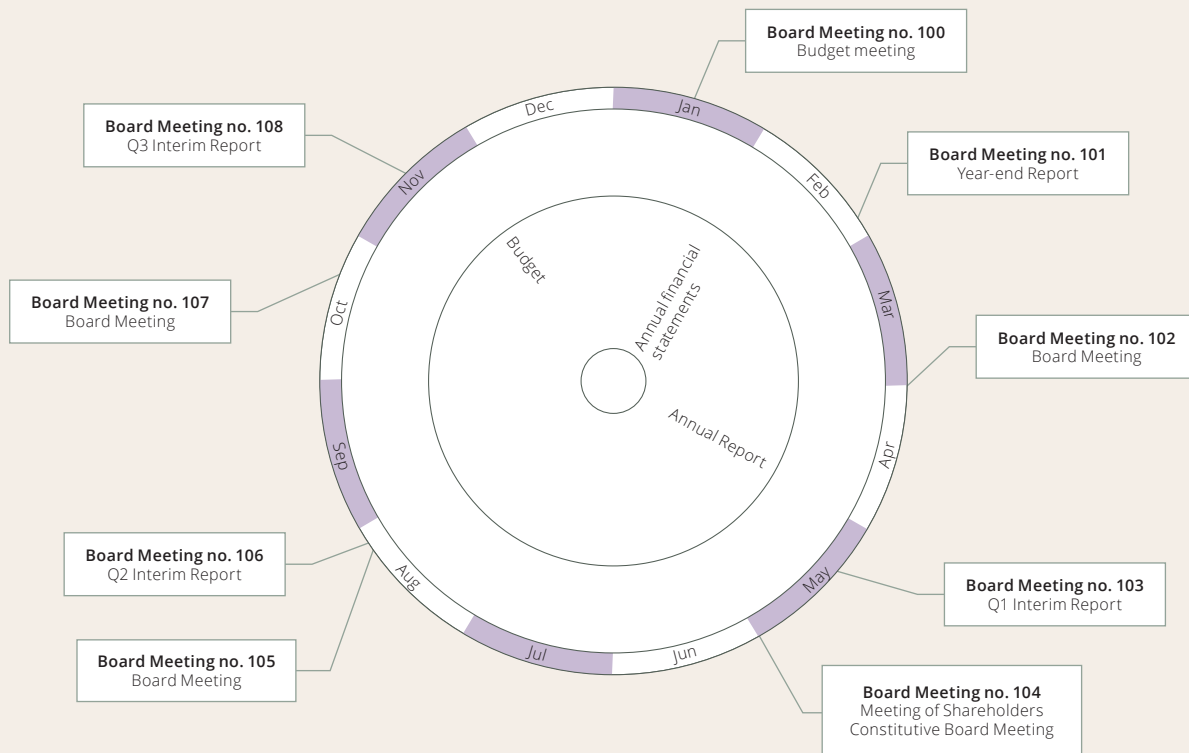 Board Meeting no. 100
Budget meeting
Board Meeting no. 101
Year-end Report
Board Meeting no. 102
Board Meeting
Board Meeting no. 103
Q1 Interim Report
Board Meeting no. 104
Meeting of Shareholders
Constitutive Board Meeting
Board Meeting no. 105
Board Meeting
Board Meeting no. 106
Q2 Interim Report
Board Meeting no. 107
Board Meeting
Board Meeting no. 108
Q3 Interim Report
Jan
Feb
Mar
Apr
May
Jun
Jul
Aug
Sep
Oct
Nov
Dec
Budget
Annual financial
statements
Annual Report